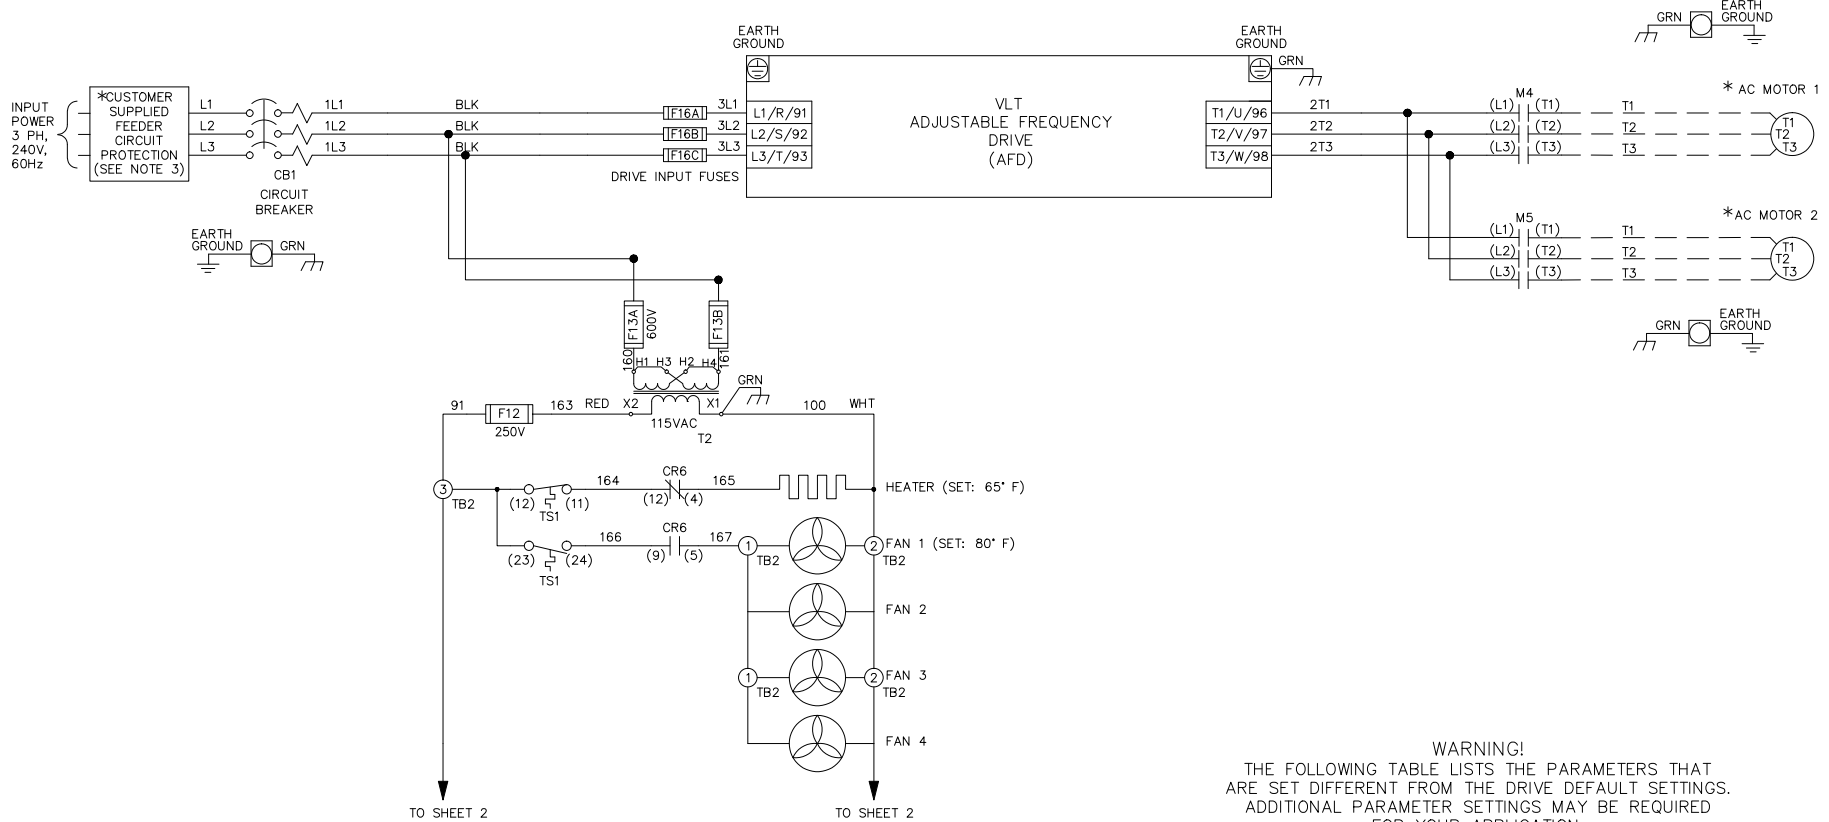 GRN
EARTH
GROUND
EARTH
GROUND
EARTH
GROUND
GRN
INPUT
POWER
3 PH,
240V,
60Hz
*CUSTOMER
SUPPLIED
FEEDER
CIRCUIT
PROTECTION
(SEE NOTE 3)
L1 1L1 BLK F16A 3L1 L1/R/91
L2 1L2 BLK F16B 3L2 L2/S/92
L3 1L3 BLK F16C 3L3 L3/T/93
CB1
CIRCUIT
BREAKER
DRIVE INPUT FUSES
VLT
ADJUSTABLE FREQUENCY
DRIVE
(AFD)
T1/U/96 2T1
T2/V/97 2T2
T3/W/98 2T3
M4
(L1) (T1) T1
(L2) (T2) T2
(L3) (T3) T3
* AC MOTOR 1
T1
T2
T3
M5
(L1) (T1) T1
(L2) (T2) T2
(L3) (T3) T3
*AC MOTOR 2
T1
T2
T3
EARTH
GROUND
GRN
GRN
EARTH
GROUND
F13A
600V
F13B
160
161
H1 H3 H2 H4
GRN
91 F12 163 RED X2 X1 100 WHT
250V
115VAC
T2
3
TB2
(12) (11)
TS1
164
CR6
(12) (4)
165
HEATER (SET: 65° F)
(23) (24)
TS1
166
CR6
(9) (5)
167
1
TB2
2
TB2
FAN 1 (SET: 80° F)
FAN 2
1
TB2
2
TB2
FAN 3
FAN 4
TO SHEET 2
TO SHEET 2
WARNING!
THE FOLLOWING TABLE LISTS THE PARAMETERS THAT
ARE SET DIFFERENT FROM THE DRIVE DEFAULT SETTINGS.
ADDITIONAL PARAMETER SETTINGS MAY BE REQUIRED
FOR YOUR APPLICATION